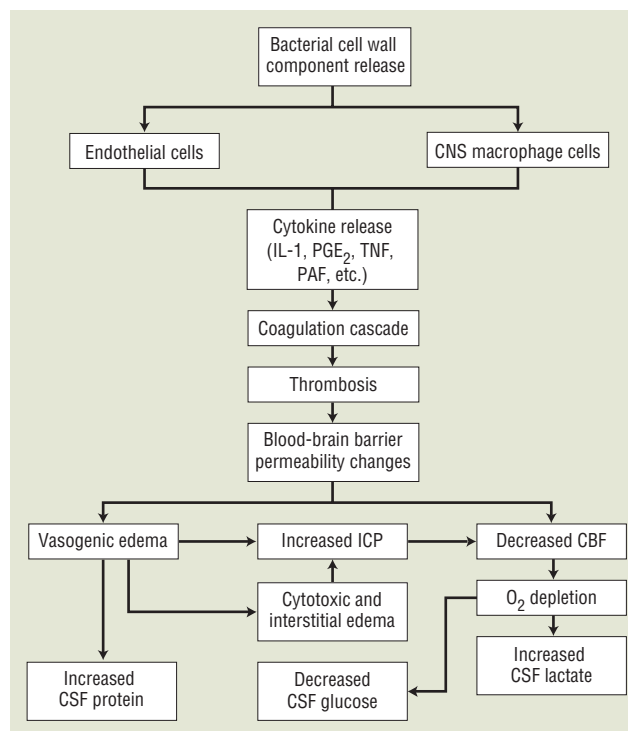 Bacterial cell wall
component release
Endothelial cells
CNS macrophage cells
Cytokine release
(IL-1, PGE₂, TNF,
PAF, etc.)
Coagulation cascade
Thrombosis
Blood-brain barrier
permeability changes
Vasogenic edema
Increased ICP
Decreased CBF
Cytotoxic and
interstitial edema
O₂ depletion
Increased
CSF protein
Decreased
CSF glucose
Increased
CSF lactate